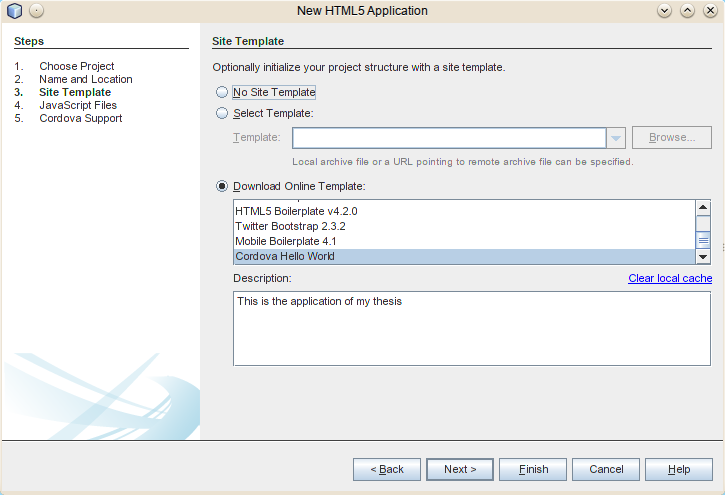 New HTML5 Application
Steps
1. Choose Project
2. Name and Location
3. Site Template
4. JavaScript Files
5. Cordova Support
Site Template
Optionally initialize your project structure with a site template.
No Site Template
Select Template:
Template:
Browse...
Local archive file or a URL pointing to remote archive file can be specified.
Download Online Template:
HTML5 Boilerplate v4.2.0
Twitter Bootstrap 2.3.2
Mobile Boilerplate 4.1
Cordova Hello World
Description:
Clear local cache
This is the application of my thesis
< Back
Next >
Finish
Cancel
Help